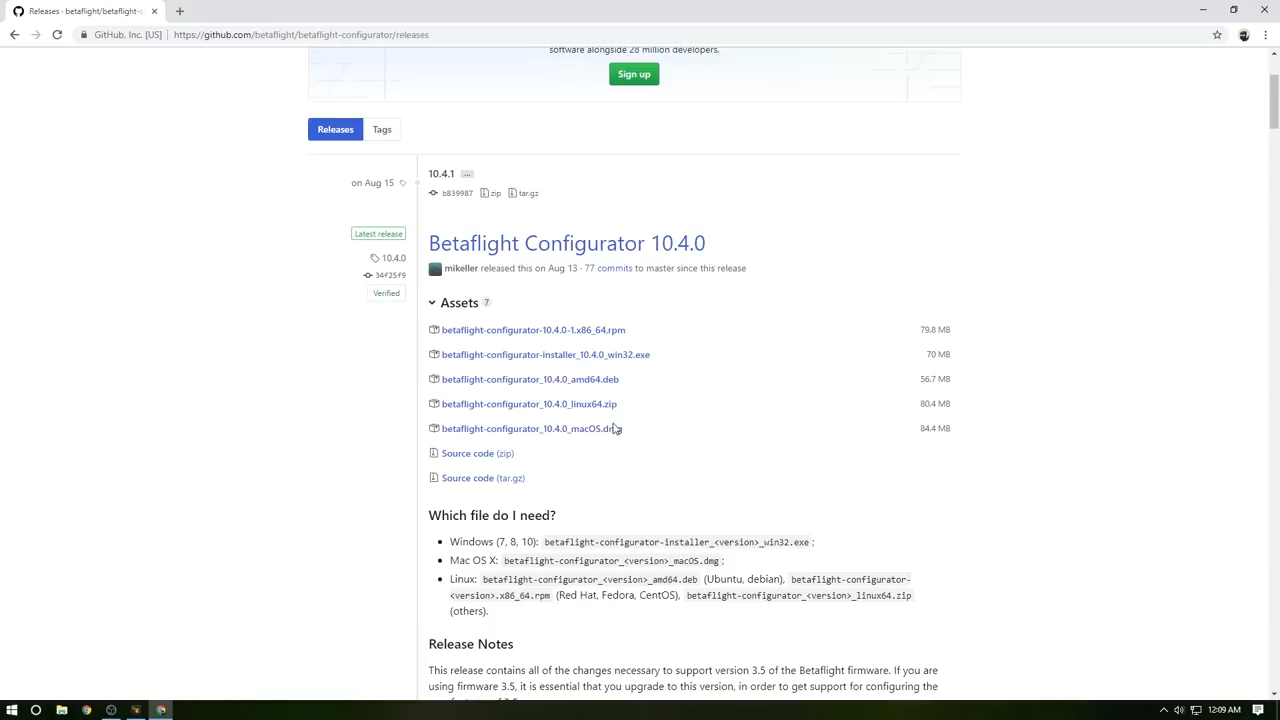 Releases · betaflight/betaflight-c
GitHub, Inc. [US]
https://github.com/betaflight/betaflight-configurator/releases
software alongside 28 million developers.
Sign up
Releases
Tags
on Aug 15
10.4.1
b839987
zip
tar.gz
Latest release
10.4.0
34f25f9
Verified
Betaflight Configurator 10.4.0
mikeller released this on Aug 13 · 77 commits to master since this release
Assets 7
betaflight-configurator-10.4.0-1.x86_64.rpm 79.8 MB
betaflight-configurator-installer_10.4.0_win32.exe 70 MB
betaflight-configurator_10.4.0_amd64.deb 56.7 MB
betaflight-configurator_10.4.0_linux64.zip 80.4 MB
betaflight-configurator_10.4.0_macOS.dmg 84.4 MB
Source code (zip)
Source code (tar.gz)
Which file do I need?
Windows (7, 8, 10): betaflight-configurator-installer_<version>_win32.exe ;
Mac OS X: betaflight-configurator_<version>_macOS.dmg ;
Linux: betaflight-configurator_<version>_amd64.deb (Ubuntu, debian), betaflight-configurator-
<version>.x86_64.rpm (Red Hat, Fedora, CentOS), betaflight-configurator_<version>_linux64.zip
(others).
Release Notes
This release contains all of the changes necessary to support version 3.5 of the Betaflight firmware. If you are
using firmware 3.5, it is essential that you upgrade to this version, in order to get support for configuring the
12:09 AM